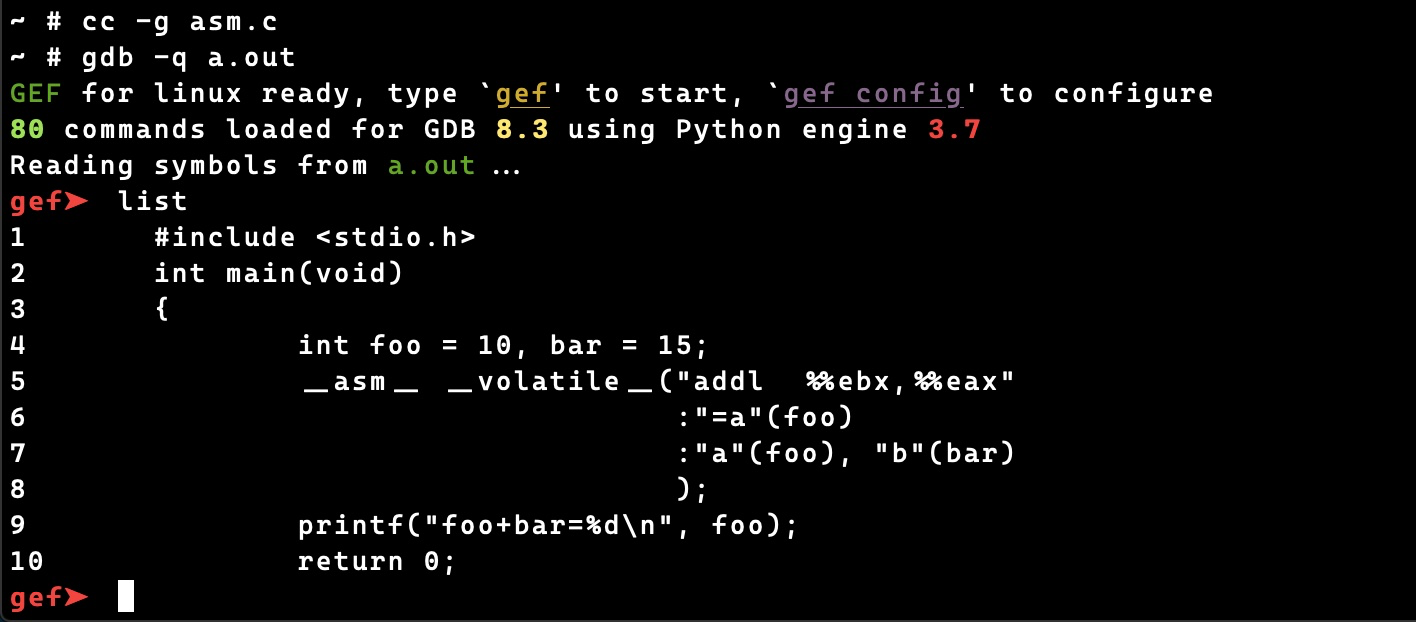 ~ # cc -g asm.c
~ # gdb -q a.out
GEF for linux ready, type `gef' to start, `gef config' to configure
80 commands loaded for GDB 8.3 using Python engine 3.7
Reading symbols from a.out ...
gef➤  list
1       #include <stdio.h>
2       int main(void)
3       {
4               int foo = 10, bar = 15;
5               __asm__ __volatile__("addl  %%ebx,%%eax"
6                                    :"=a"(foo)
7                                    :"a"(foo), "b"(bar)
8                                    );
9               printf("foo+bar=%d\n", foo);
10              return 0;
gef➤